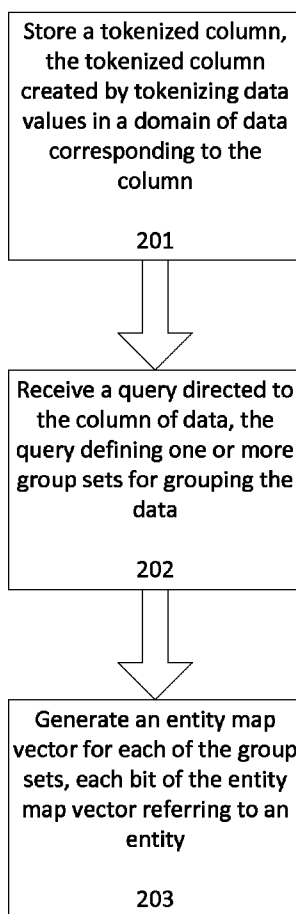 Store a tokenized column,
the tokenized column
created by tokenizing data
values in a domain of data
corresponding to the
column
201
Receive a query directed to
the column of data, the
query defining one or more
group sets for grouping the
data
202
Generate an entity map
vector for each of the group
sets, each bit of the entity
map vector referring to an
entity
203